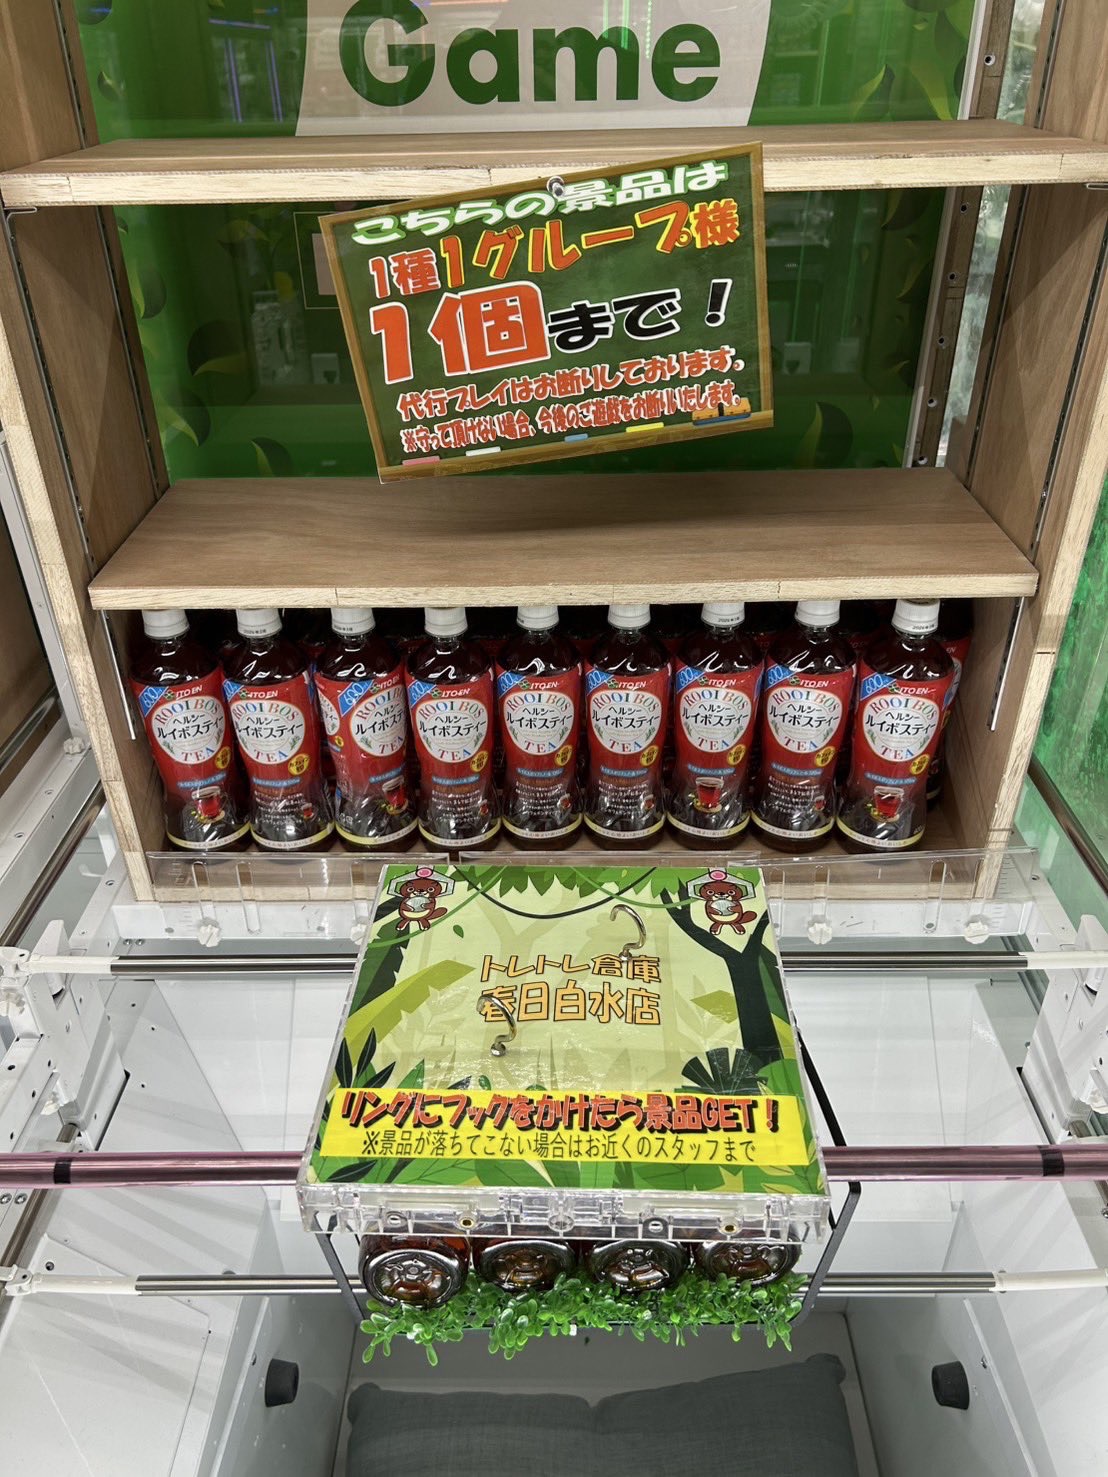 Game
こちらの景品は
1種1グループ様
1個まで！
代行プレイはお断りしております。
※守って頂けない場合、今後のご遊戯をお断りいたします。
600
ITOEN
ROOIBOS
ヘルシー
ルイボスティー
TEA
トレトレ倉庫
春日白水店
リングにフックをかけたら景品GET！
※景品が落ちてこない場合はお近くのスタッフまで